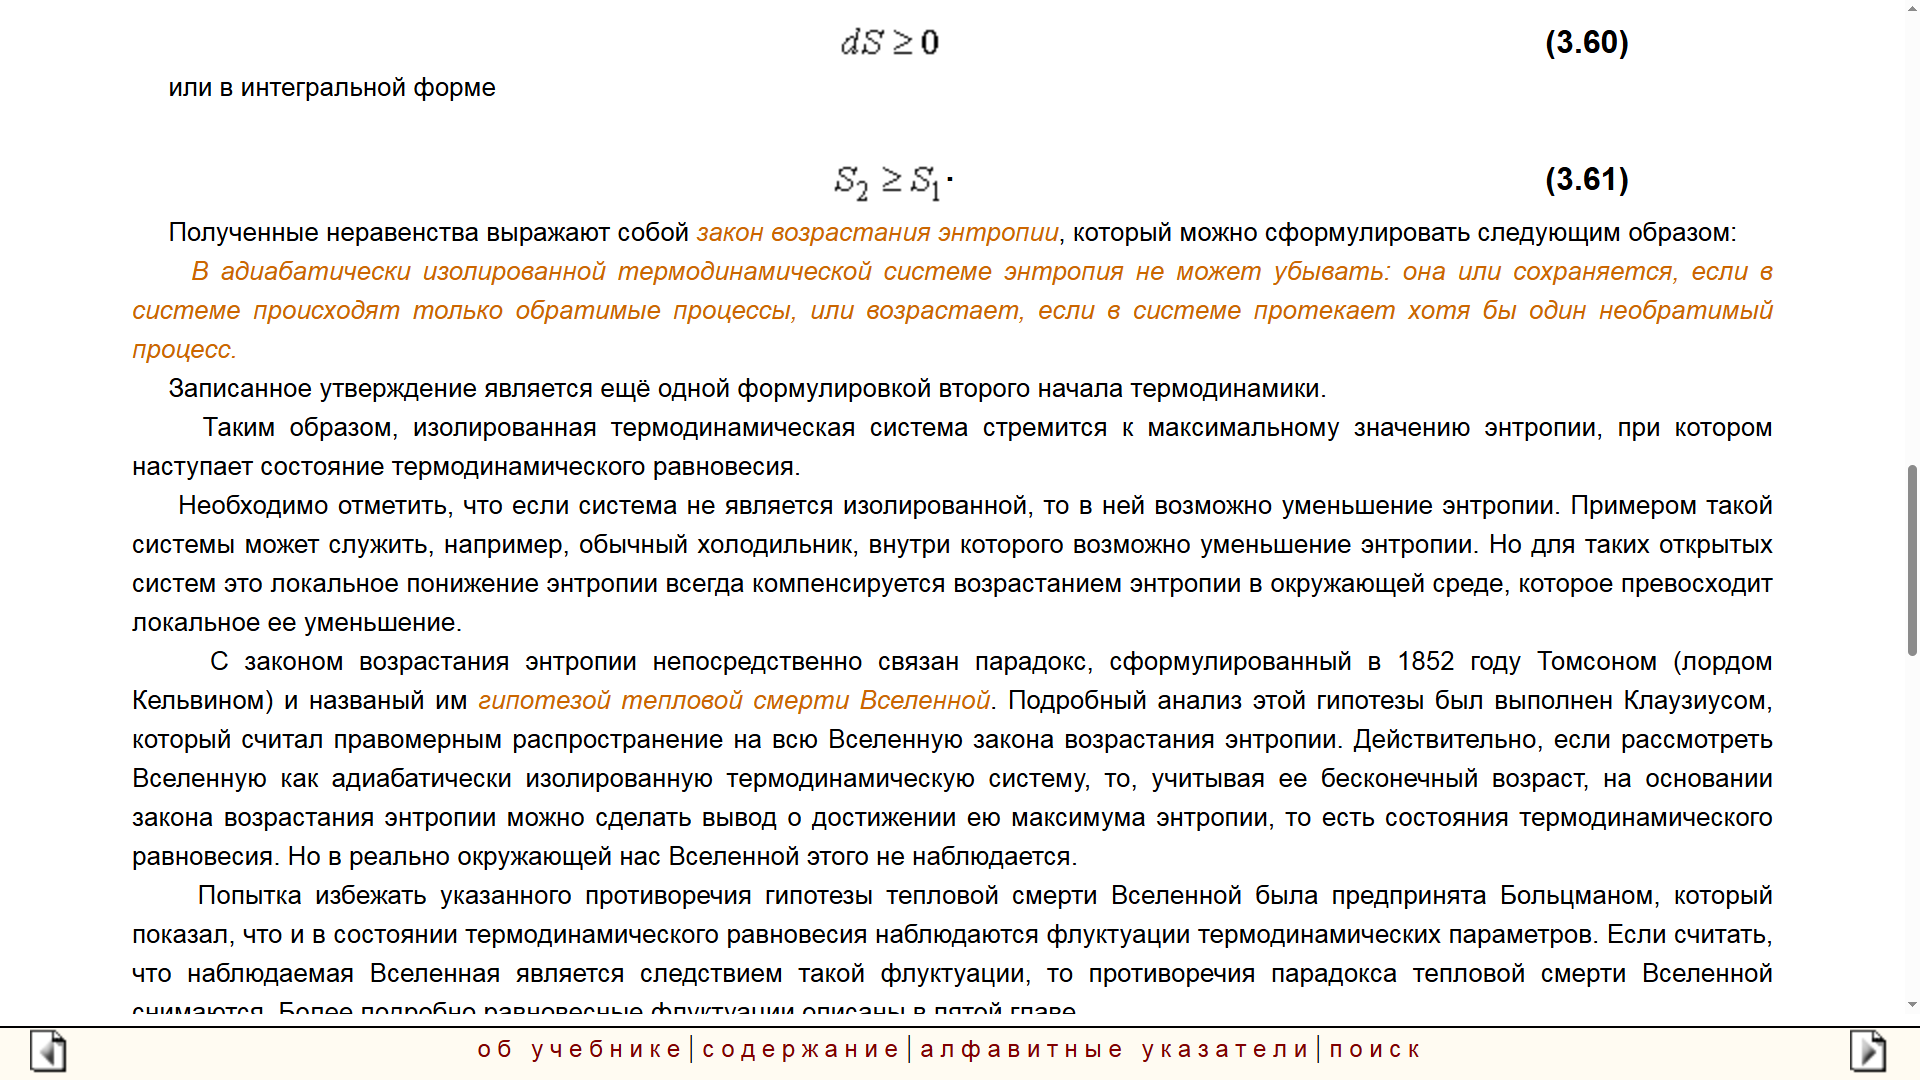 dS ≥ 0 (3.60)
или в интегральной форме
S₂ ≥ S₁. (3.61)
Полученные неравенства выражают собой закон возрастания энтропии, который можно сформулировать следующим образом:
В адиабатически изолированной термодинамической системе энтропия не может убывать: она или сохраняется, если в
системе происходят только обратимые процессы, или возрастает, если в системе протекает хотя бы один необратимый
процесс.
Записанное утверждение является ещё одной формулировкой второго начала термодинамики.
Таким образом, изолированная термодинамическая система стремится к максимальному значению энтропии, при котором
наступает состояние термодинамического равновесия.
Необходимо отметить, что если система не является изолированной, то в ней возможно уменьшение энтропии. Примером такой
системы может служить, например, обычный холодильник, внутри которого возможно уменьшение энтропии. Но для таких открытых
систем это локальное понижение энтропии всегда компенсируется возрастанием энтропии в окружающей среде, которое превосходит
локальное ее уменьшение.
С законом возрастания энтропии непосредственно связан парадокс, сформулированный в 1852 году Томсоном (лордом
Кельвином) и названый им гипотезой тепловой смерти Вселенной. Подробный анализ этой гипотезы был выполнен Клаузиусом,
который считал правомерным распространение на всю Вселенную закона возрастания энтропии. Действительно, если рассмотреть
Вселенную как адиабатически изолированную термодинамическую систему, то, учитывая ее бесконечный возраст, на основании
закона возрастания энтропии можно сделать вывод о достижении ею максимума энтропии, то есть состояния термодинамического
равновесия. Но в реально окружающей нас Вселенной этого не наблюдается.
Попытка избежать указанного противоречия гипотезы тепловой смерти Вселенной была предпринята Больцманом, который
показал, что и в состоянии термодинамического равновесия наблюдаются флуктуации термодинамических параметров. Если считать,
что наблюдаемая Вселенная является следствием такой флуктуации, то противоречия парадокса тепловой смерти Вселенной
снимаются. Более подробно равновесные флуктуации описаны в пятой главе.
об учебнике|содержание|алфавитные указатели|поиск